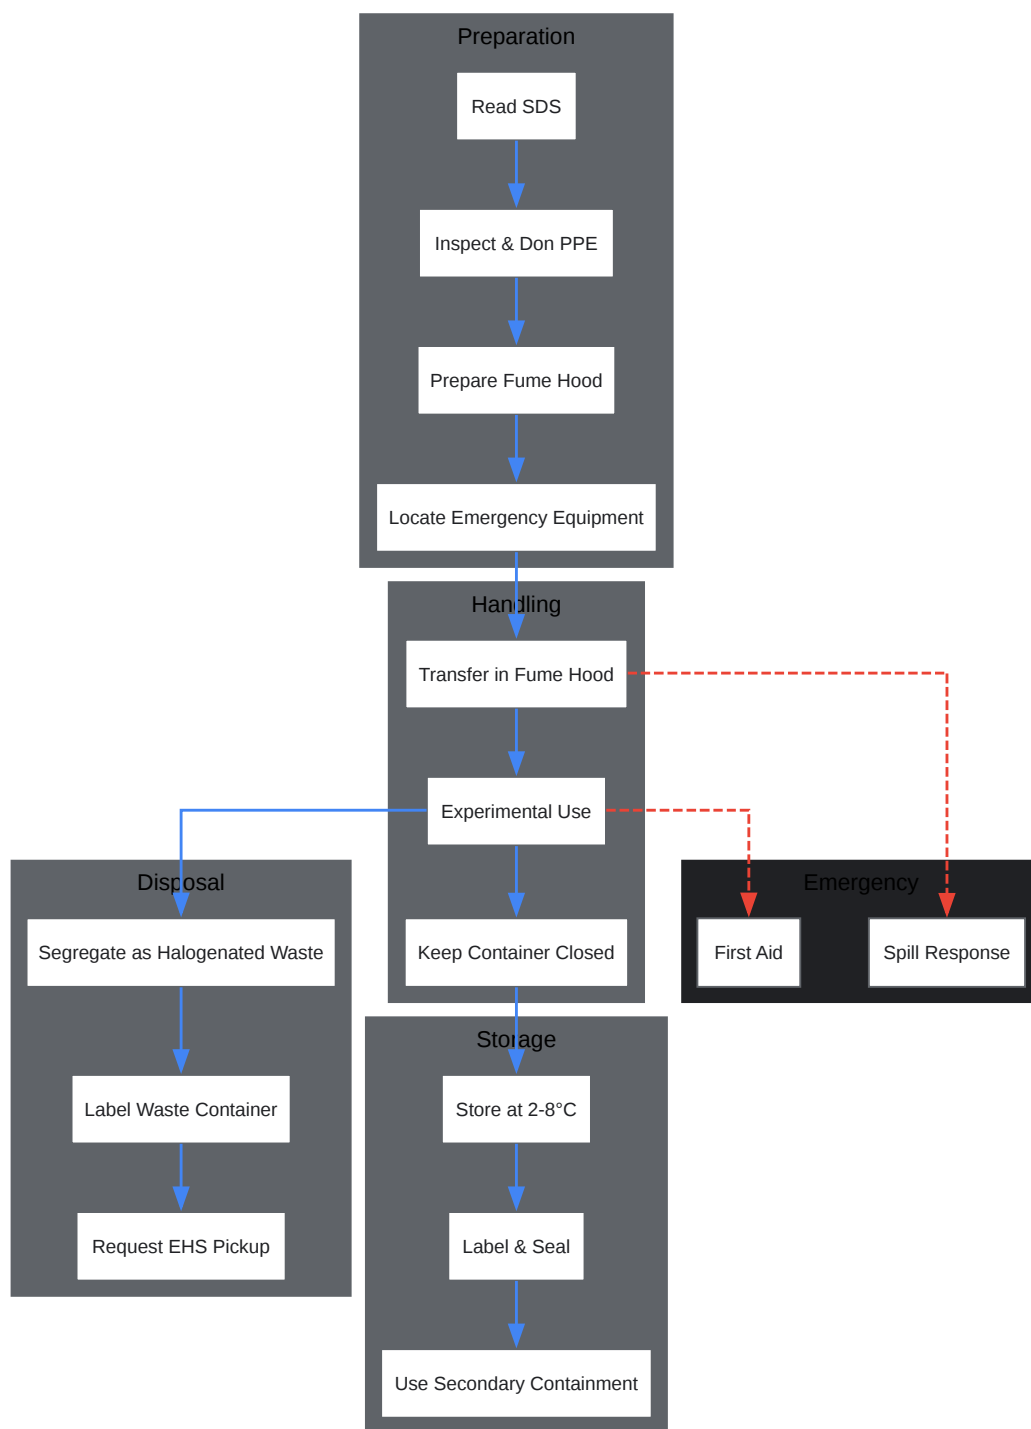 Preparation
Read SDS
Inspect & Don PPE
Prepare Fume Hood
Locate Emergency Equipment
Handling
Transfer in Fume Hood
Experimental Use
Keep Container Closed
Disposal
Segregate as Halogenated Waste
Label Waste Container
Request EHS Pickup
Storage
Store at 2-8°C
Label & Seal
Use Secondary Containment
Emergency
First Aid
Spill Response